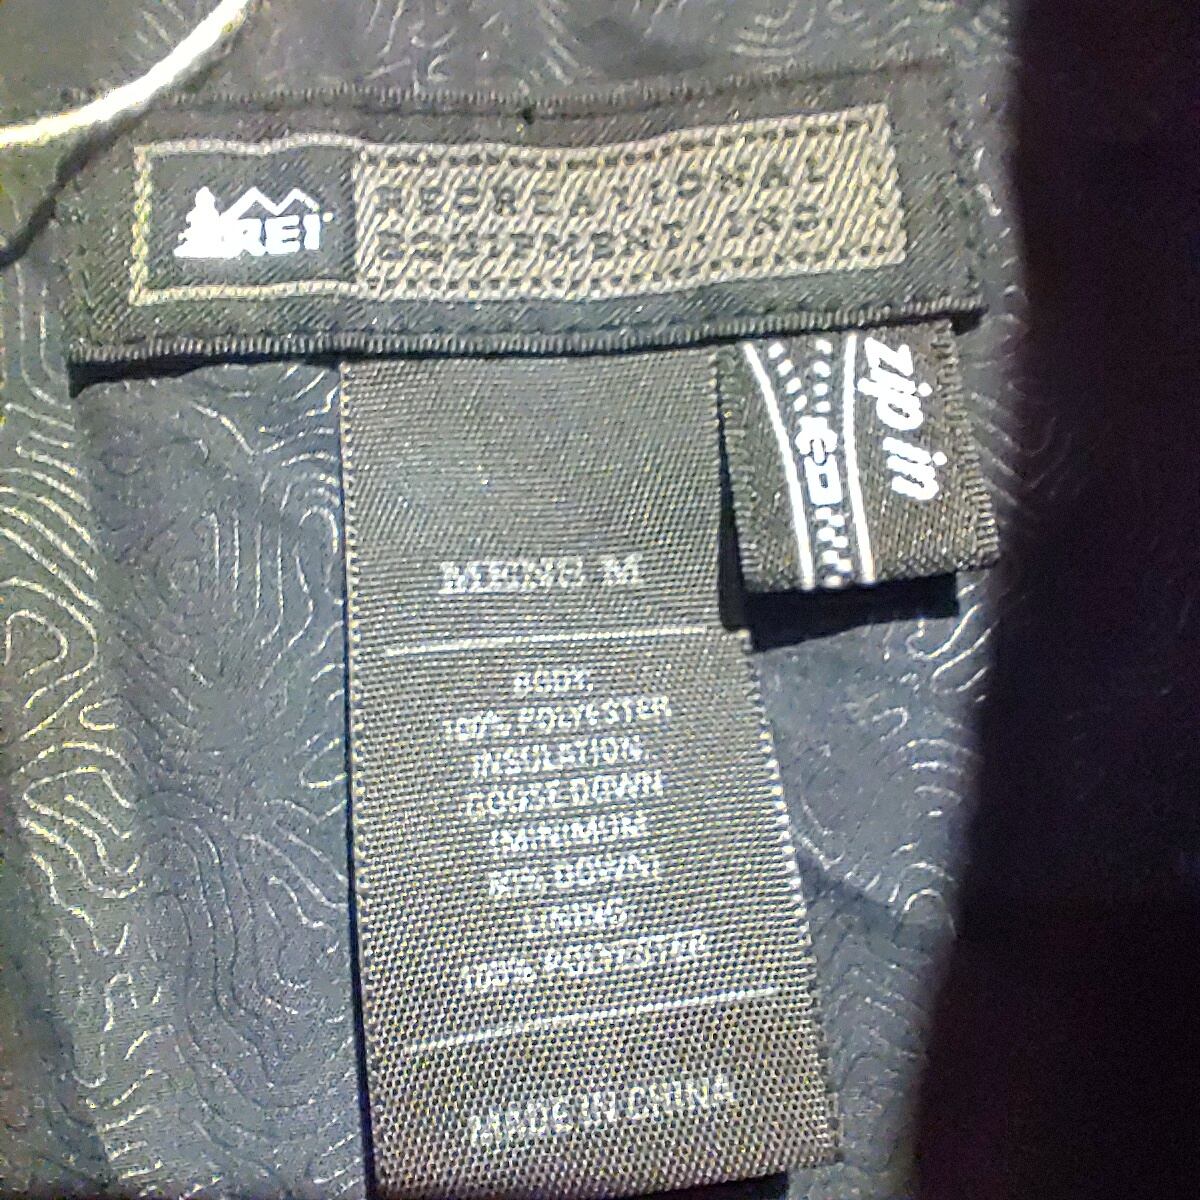 REI
RECREATIONAL
EQUIPMENT, INC.
zip in
MENS M
BODY:
100% POLYESTER
INSULATION:
GOOSE DOWN
(MINIMUM
DOWN)
LINING:
100% POLYESTER
MADE IN CHINA